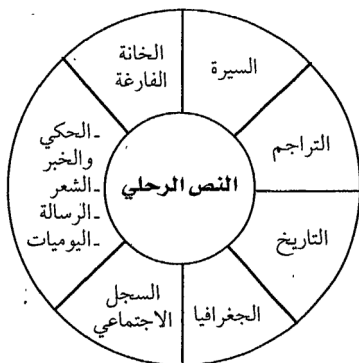 السيرة
التراجم
التاريخ
الجغرافيا
السجل
الاجتماعي
-الحكي
والخبر
-الشعر
-الرسالة
-اليوميات
الخانة
الفارغة
النص الرحلي